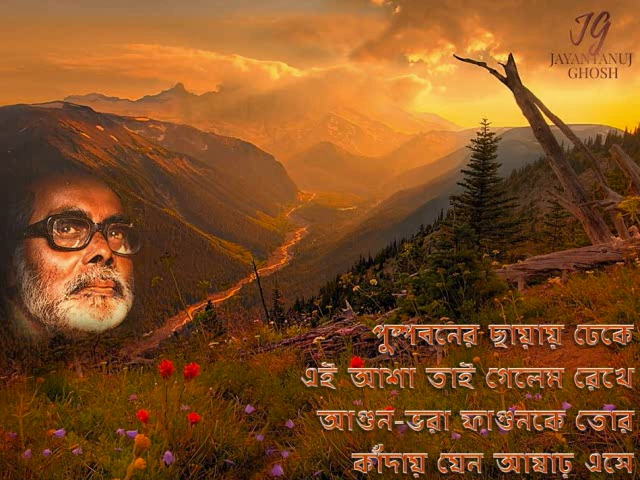 JG
JAYANTANUJ
GHOSH
পুষ্পবনের ছায়ায় ঢেকে
এই আশা তাই গেলেম রেখে
আগুন-ভরা ফাগুনকে তোর
কাঁদায় যেন আষাঢ় এসে